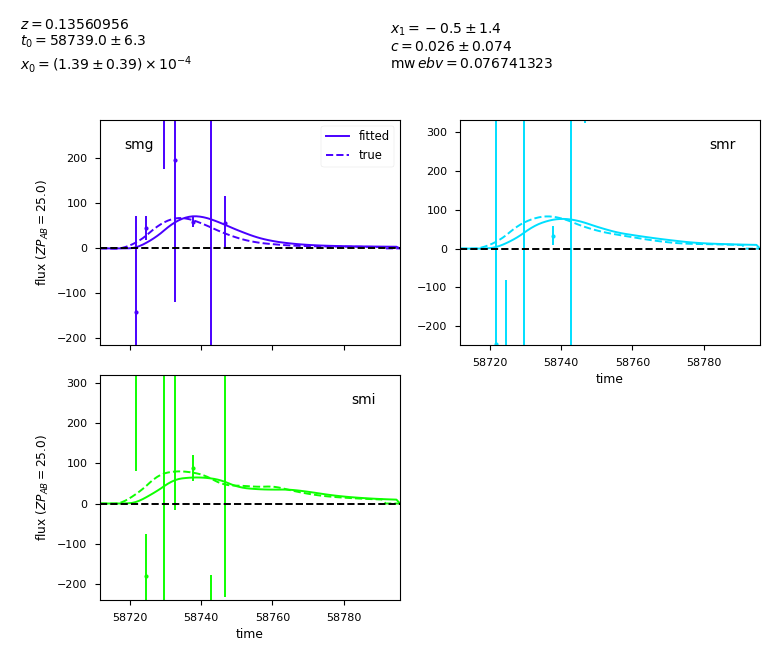 z = 0.13560956
t₀ = 58739.0 ± 6.3
x₀ = (1.39 ± 0.39) × 10⁻⁴
x₁ = −0.5 ± 1.4
c = 0.026 ± 0.074
mw ebv = 0.076741323
smg
fitted
true
200
100
0
−100
−200
flux (ZP_AB = 25.0)
smr
300
200
100
0
−100
−200
58720 58740 58760 58780
time
smi
300
200
100
0
−100
−200
flux (ZP_AB = 25.0)
58720 58740 58760 58780
time